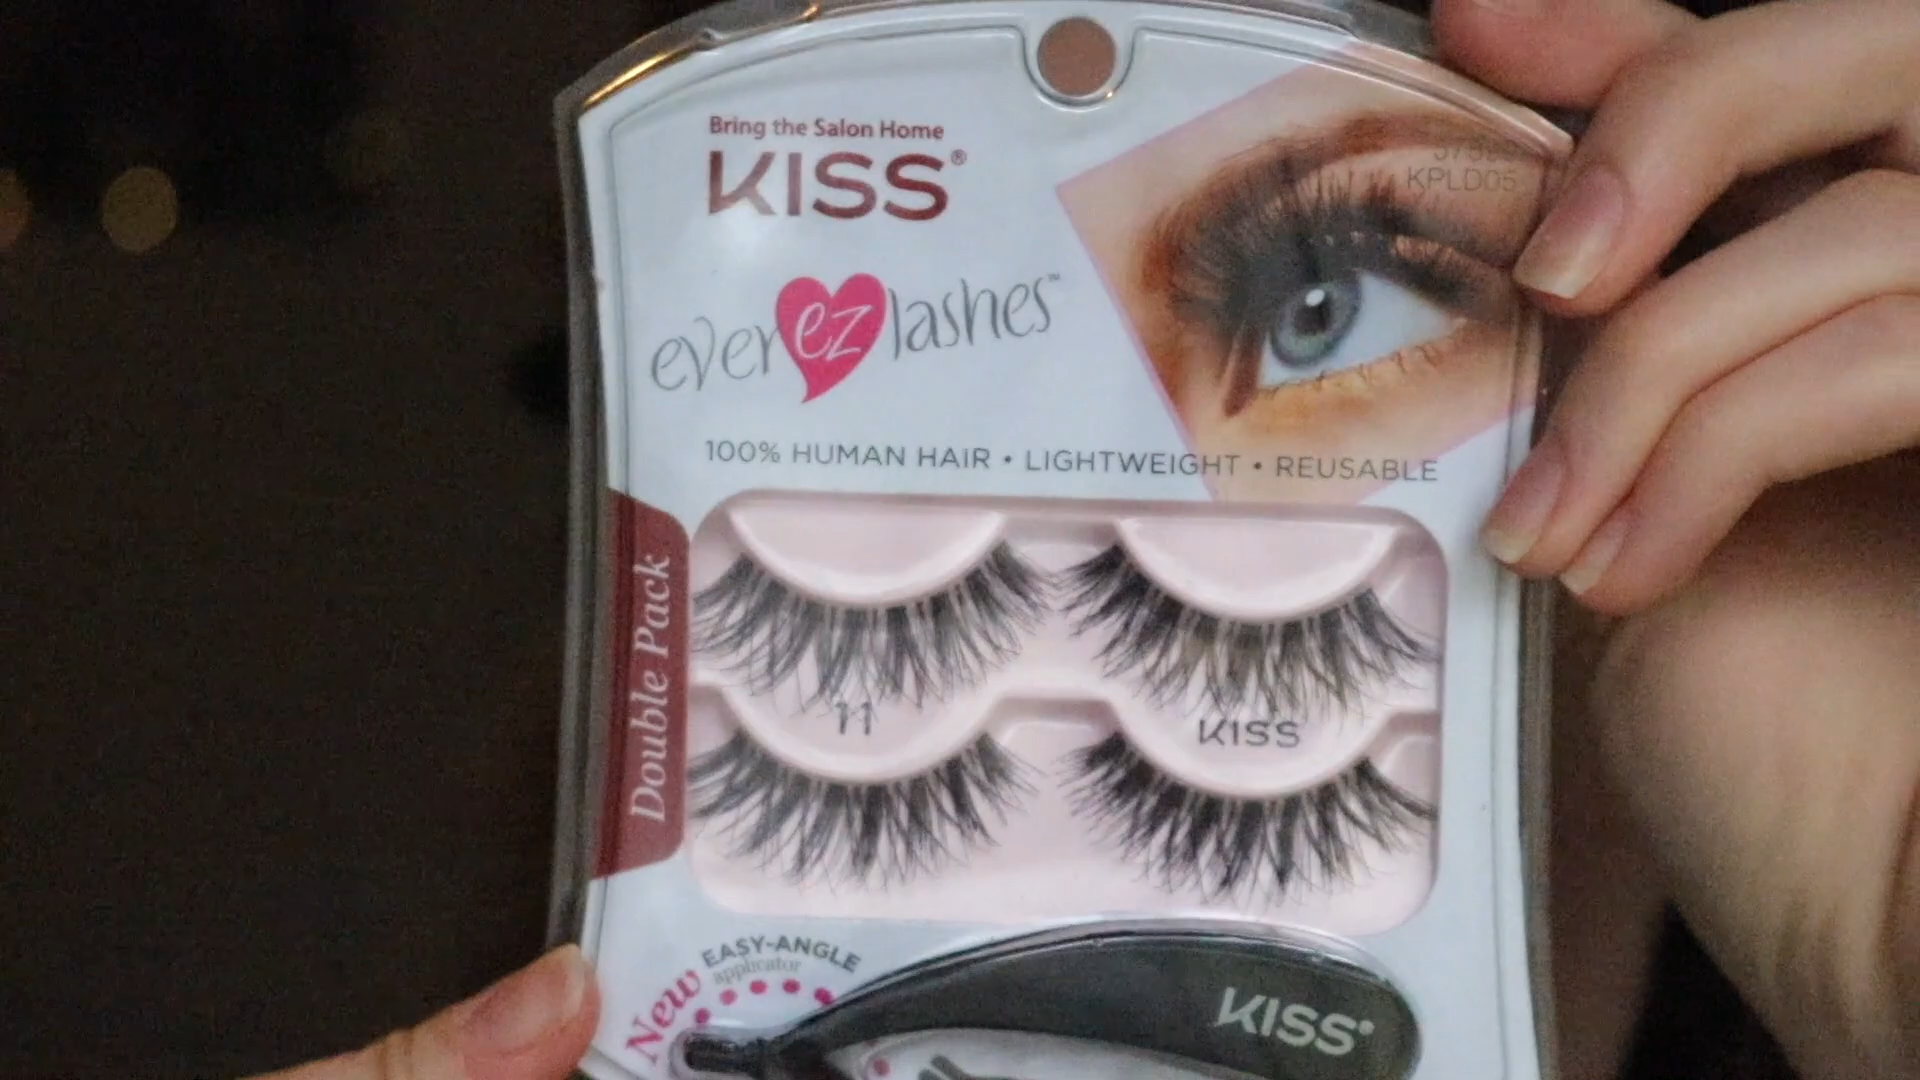 Bring the Salon Home
KISS®
KPLD05
ever ez lashes™
100% HUMAN HAIR • LIGHTWEIGHT • REUSABLE
Double Pack
11
KISS
New
EASY-ANGLE
applicator
KISS